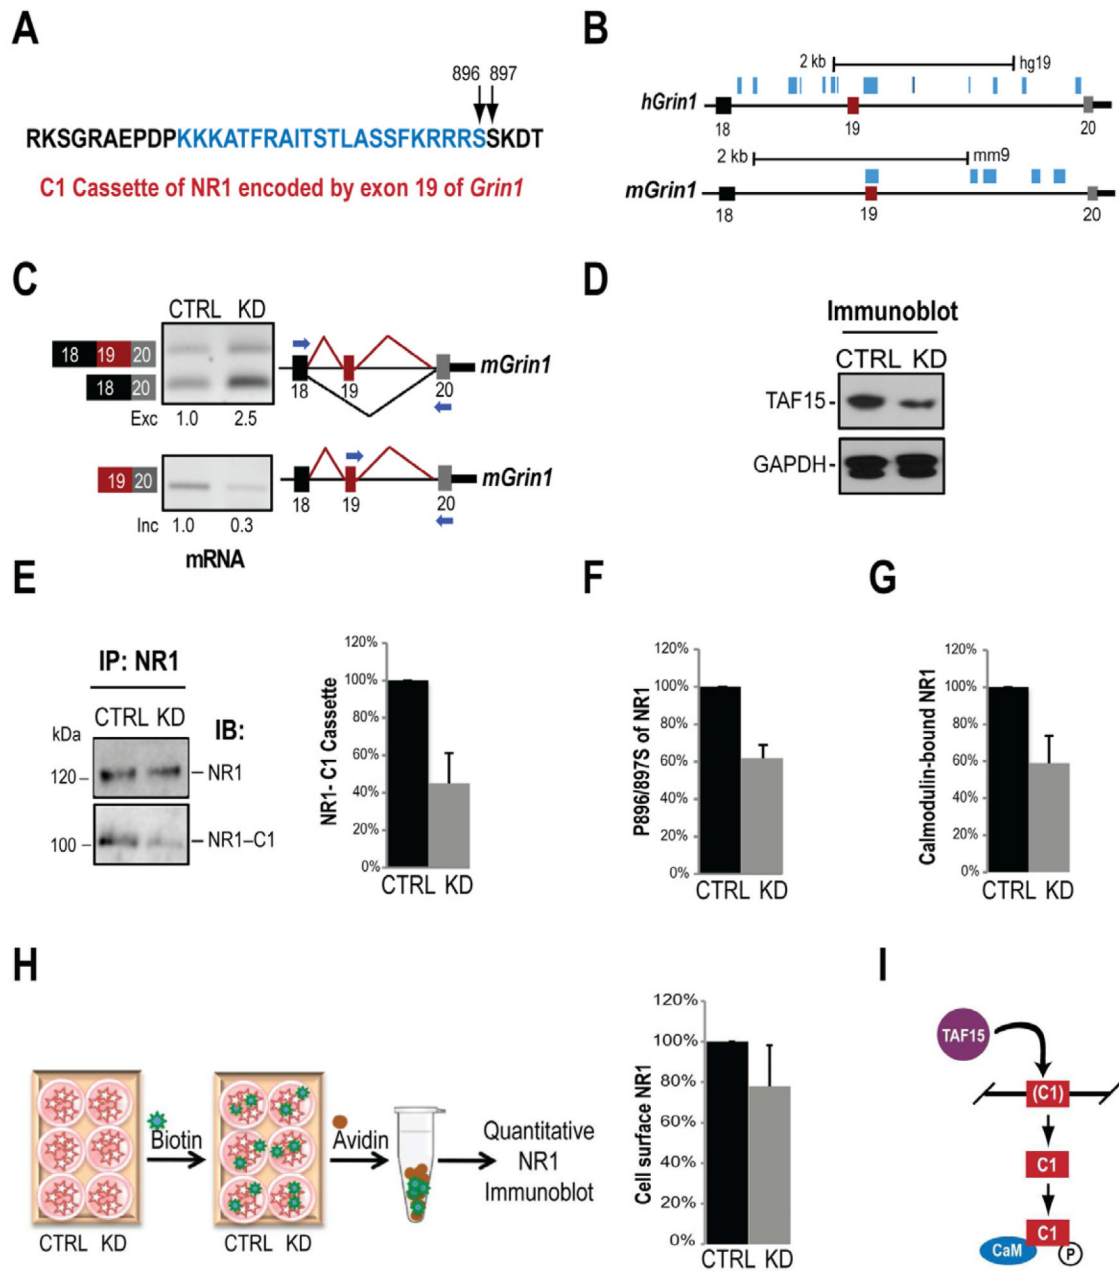 A
896 897
RKSGRAEPDPKKKATFRAITSTLASSFKRRRSSKDT
C1 Cassette of NR1 encoded by exon 19 of Grin1
B
2 kb
hg19
hGrin1
18
19
20
2 kb
mm9
mGrin1
18
19
20
C
CTRL KD
18 19 20
18 20
Exc 1.0 2.5
18
19
20
mGrin1
19 20
Inc 1.0 0.3
mRNA
18
19
20
mGrin1
D
Immunoblot
CTRL KD
TAF15-
GAPDH-
E
IP: NR1
CTRL KD
IB:
kDa
120
NR1
100
NR1–C1
NR1- C1 Cassette
120%
100%
80%
60%
40%
20%
0%
CTRL KD
F
P896/897S of NR1
120%
100%
80%
60%
40%
20%
0%
CTRL KD
G
Calmodulin-bound NR1
120%
100%
80%
60%
40%
20%
0%
CTRL KD
H
Biotin
Avidin
Quantitative
NR1
Immunoblot
CTRL KD
CTRL KD
Cell surface NR1
120%
100%
80%
60%
40%
20%
0%
CTRL KD
I
TAF15
(C1)
C1
C1
CaM
P